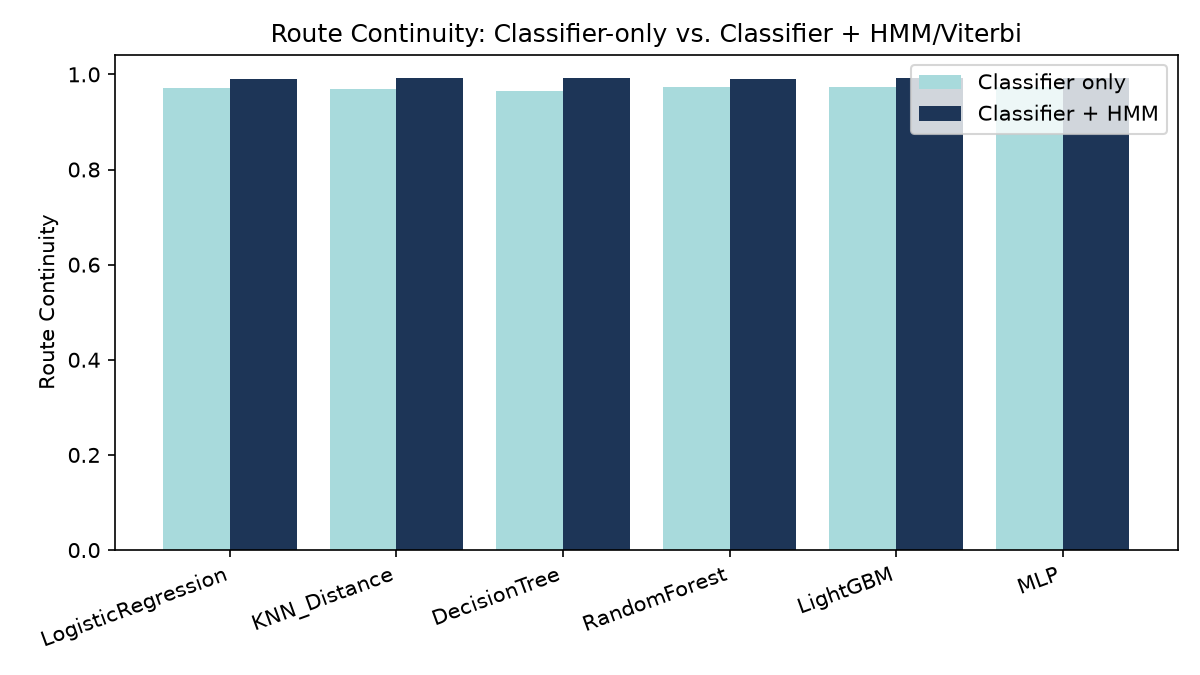 Route Continuity: Classifier-only vs. Classifier + HMM/Viterbi
Classifier only
Classifier + HMM
Route Continuity
1.0
0.8
0.6
0.4
0.2
0.0
LogisticRegression
KNN_Distance
DecisionTree
RandomForest
LightGBM
MLP